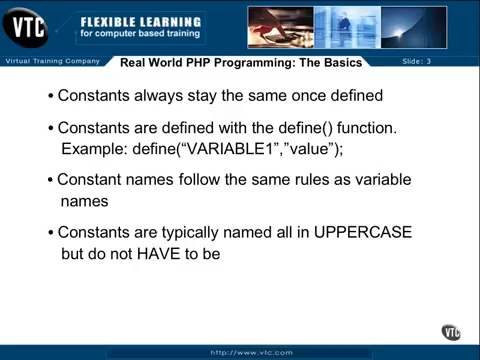 VTC
FLEXIBLE LEARNING
for computer based training
Virtual Training Company
Real World PHP Programming: The Basics
Slide: 3
• Constants always stay the same once defined
• Constants are defined with the define() function.
Example: define(“VARIABLE1”,”value”);
• Constant names follow the same rules as variable
names
• Constants are typically named all in UPPERCASE
but do not HAVE to be
VTC
http://www.vtc.com